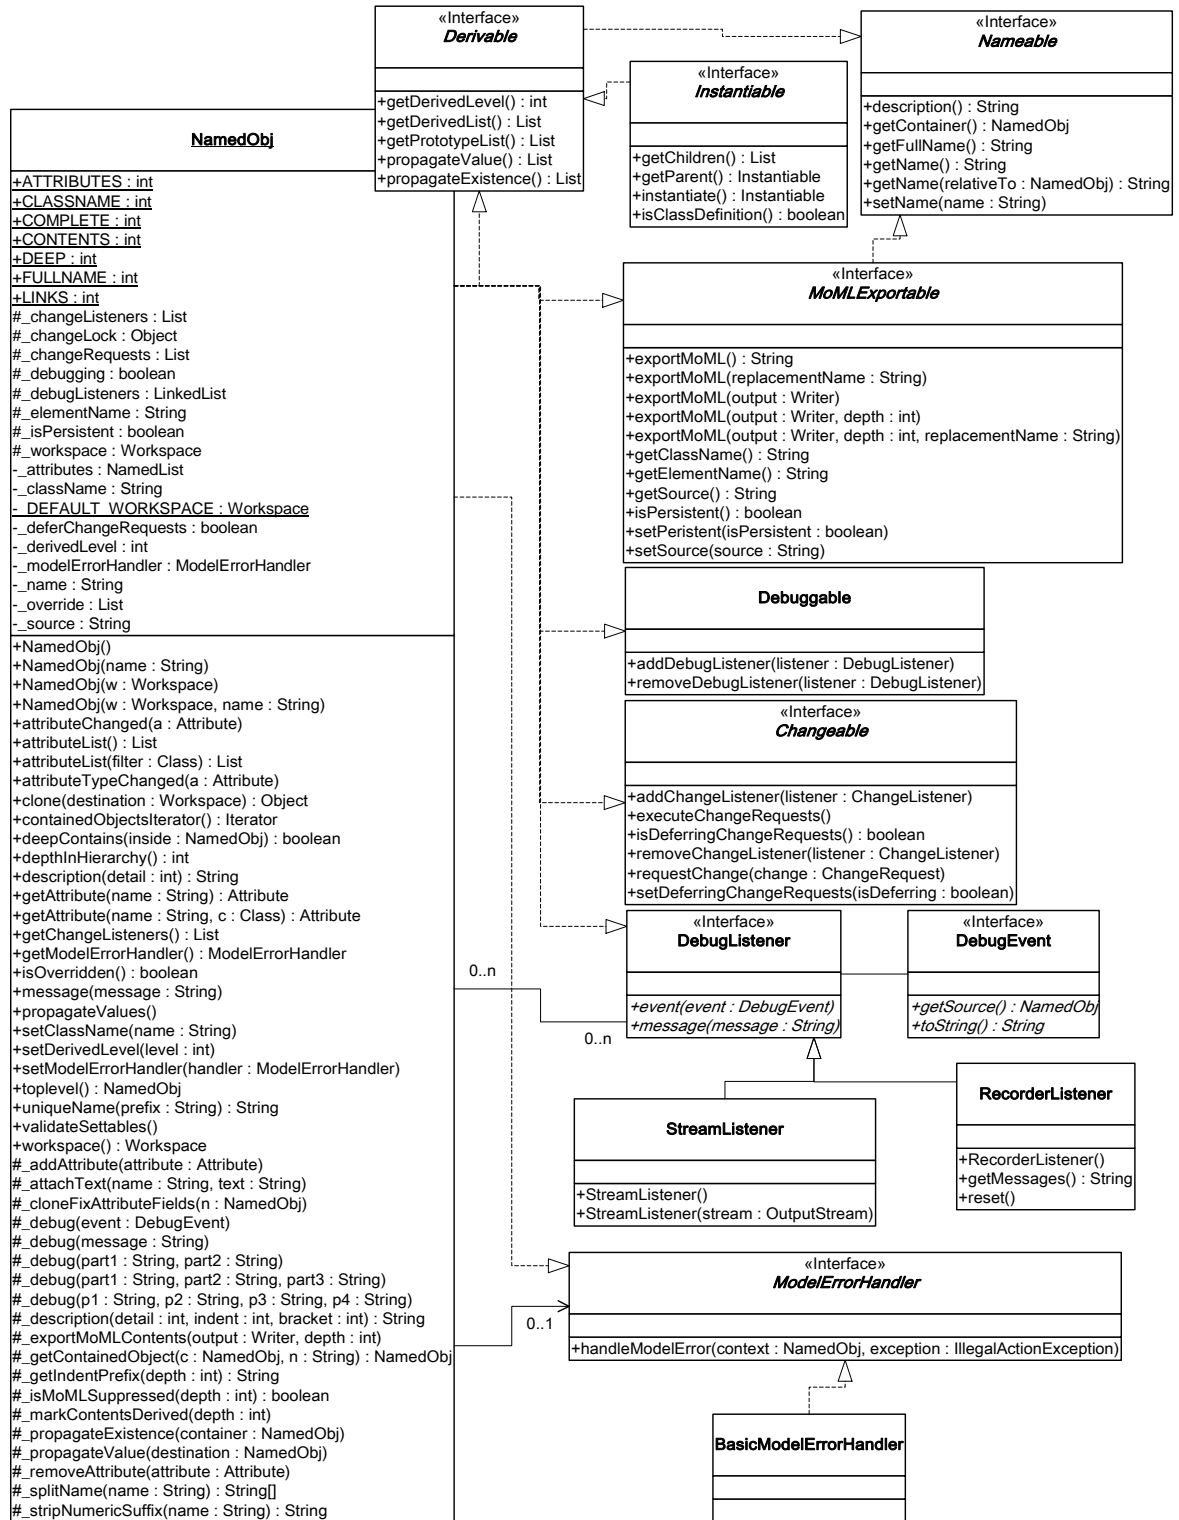 «Interface»
Derivable
+getDerivedLevel() : int
+getDerivedList() : List
+getPrototypeList() : List
+propagateValue() : List
+propagateExistence() : List
«Interface»
Nameable
+description() : String
+getContainer() : NamedObj
+getFullName() : String
+getName() : String
+getName(relativeTo : NamedObj) : String
+setName(name : String)
«Interface»
Instantiable
+getChildren() : List
+getParent() : Instantiable
+instantiate() : Instantiable
+isClassDefinition() : boolean
NamedObj
+ATTRIBUTES : int
+CLASSNAME : int
+COMPLETE : int
+CONTENTS : int
+DEEP : int
+FULLNAME : int
+LINKS : int
#_changeListeners : List
#_changeLock : Object
#_changeRequests : List
#_debugging : boolean
#_debugListeners : LinkedList
#_elementName : String
#_isPersistent : boolean
#_workspace : Workspace
-_attributes : NamedList
-_className : String
-_DEFAULT_WORKSPACE : Workspace
-_deferChangeRequests : boolean
-_derivedLevel : int
-_modelErrorHandler : ModelErrorHandler
-_name : String
-_override : List
-_source : String
+NamedObj()
+NamedObj(name : String)
+NamedObj(w : Workspace)
+NamedObj(w : Workspace, name : String)
+attributeChanged(a : Attribute)
+attributeList() : List
+attributeList(filter : Class) : List
+attributeTypeChanged(a : Attribute)
+clone(destination : Workspace) : Object
+containedObjectsIterator() : Iterator
+deepContains(inside : NamedObj) : boolean
+depthInHierarchy() : int
+description(detail : int) : String
+getAttribute(name : String) : Attribute
+getAttribute(name : String, c : Class) : Attribute
+getChangeListeners() : List
+getModelErrorHandler() : ModelErrorHandler
+isOverridden() : boolean
+message(message : String)
+propagateValues()
+setClassName(name : String)
+setDerivedLevel(level : int)
+setModelErrorHandler(handler : ModelErrorHandler)
+toplevel() : NamedObj
+uniqueName(prefix : String) : String
+validateSettables()
+workspace() : Workspace
#_addAttribute(attribute : Attribute)
#_attachText(name : String, text : String)
#_cloneFixAttributeFields(n : NamedObj)
#_debug(event : DebugEvent)
#_debug(message : String)
#_debug(part1 : String, part2 : String)
#_debug(part1 : String, part2 : String, part3 : String)
#_debug(p1 : String, p2 : String, p3 : String, p4 : String)
#_description(detail : int, indent : int, bracket : int) : String
#_exportMoMLContents(output : Writer, depth : int)
#_getContainedObject(c : NamedObj, n : String) : NamedObj
#_getIndentPrefix(depth : int) : String
#_isMoMLSuppressed(depth : int) : boolean
#_markContentsDerived(depth : int)
#_propagateExistence(container : NamedObj)
#_propagateValue(destination : NamedObj)
#_removeAttribute(attribute : Attribute)
#_splitName(name : String) : String[]
#_stripNumericSuffix(name : String) : String
«Interface»
MoMLExportable
+exportMoML() : String
+exportMoML(replacementName : String)
+exportMoML(output : Writer)
+exportMoML(output : Writer, depth : int)
+exportMoML(output : Writer, depth : int, replacementName : String)
+getClassName() : String
+getElementName() : String
+getSource() : String
+isPersistent() : boolean
+setPeristent(isPersistent : boolean)
+setSource(source : String)
Debuggable
+addDebugListener(listener : DebugListener)
+removeDebugListener(listener : DebugListener)
«Interface»
Changeable
+addChangeListener(listener : ChangeListener)
+executeChangeRequests()
+isDeferringChangeRequests() : boolean
+removeChangeListener(listener : ChangeListener)
+requestChange(change : ChangeRequest)
+setDeferringChangeRequests(isDeferring : boolean)
«Interface»
DebugListener
+event(event : DebugEvent)
+message(message : String)
«Interface»
DebugEvent
+getSource() : NamedObj
+toString() : String
0..n
0..n
StreamListener
+StreamListener()
+StreamListener(stream : OutputStream)
RecorderListener
+RecorderListener()
+getMessages() : String
+reset()
«Interface»
ModelErrorHandler
+handleModelError(context : NamedObj, exception : IllegalActionException)
0..1
BasicModelErrorHandler